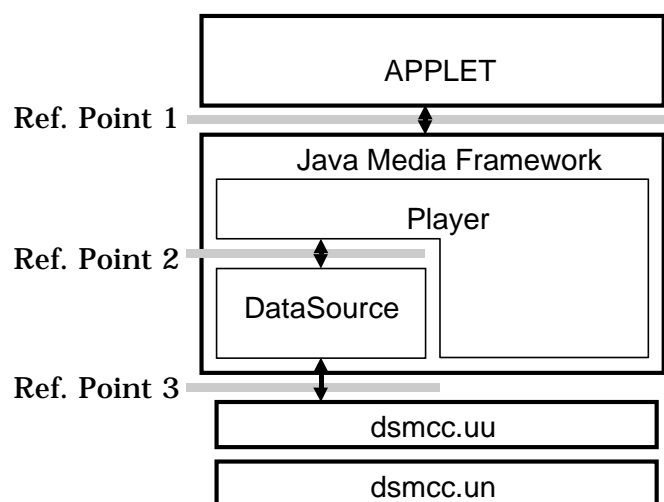 APPLET
Ref. Point 1
Java Media Framework
Player
Ref. Point 2
DataSource
Ref. Point 3
dsmcc.uu
dsmcc.un